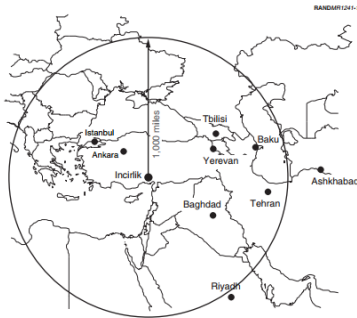 RANDMR1241-
1,000 miles
Tbilisi
Istanbul
Baku
Ankara
Yerevan
Incirlik
Ashkhabad
Baghdad
Tehran
Riyadh